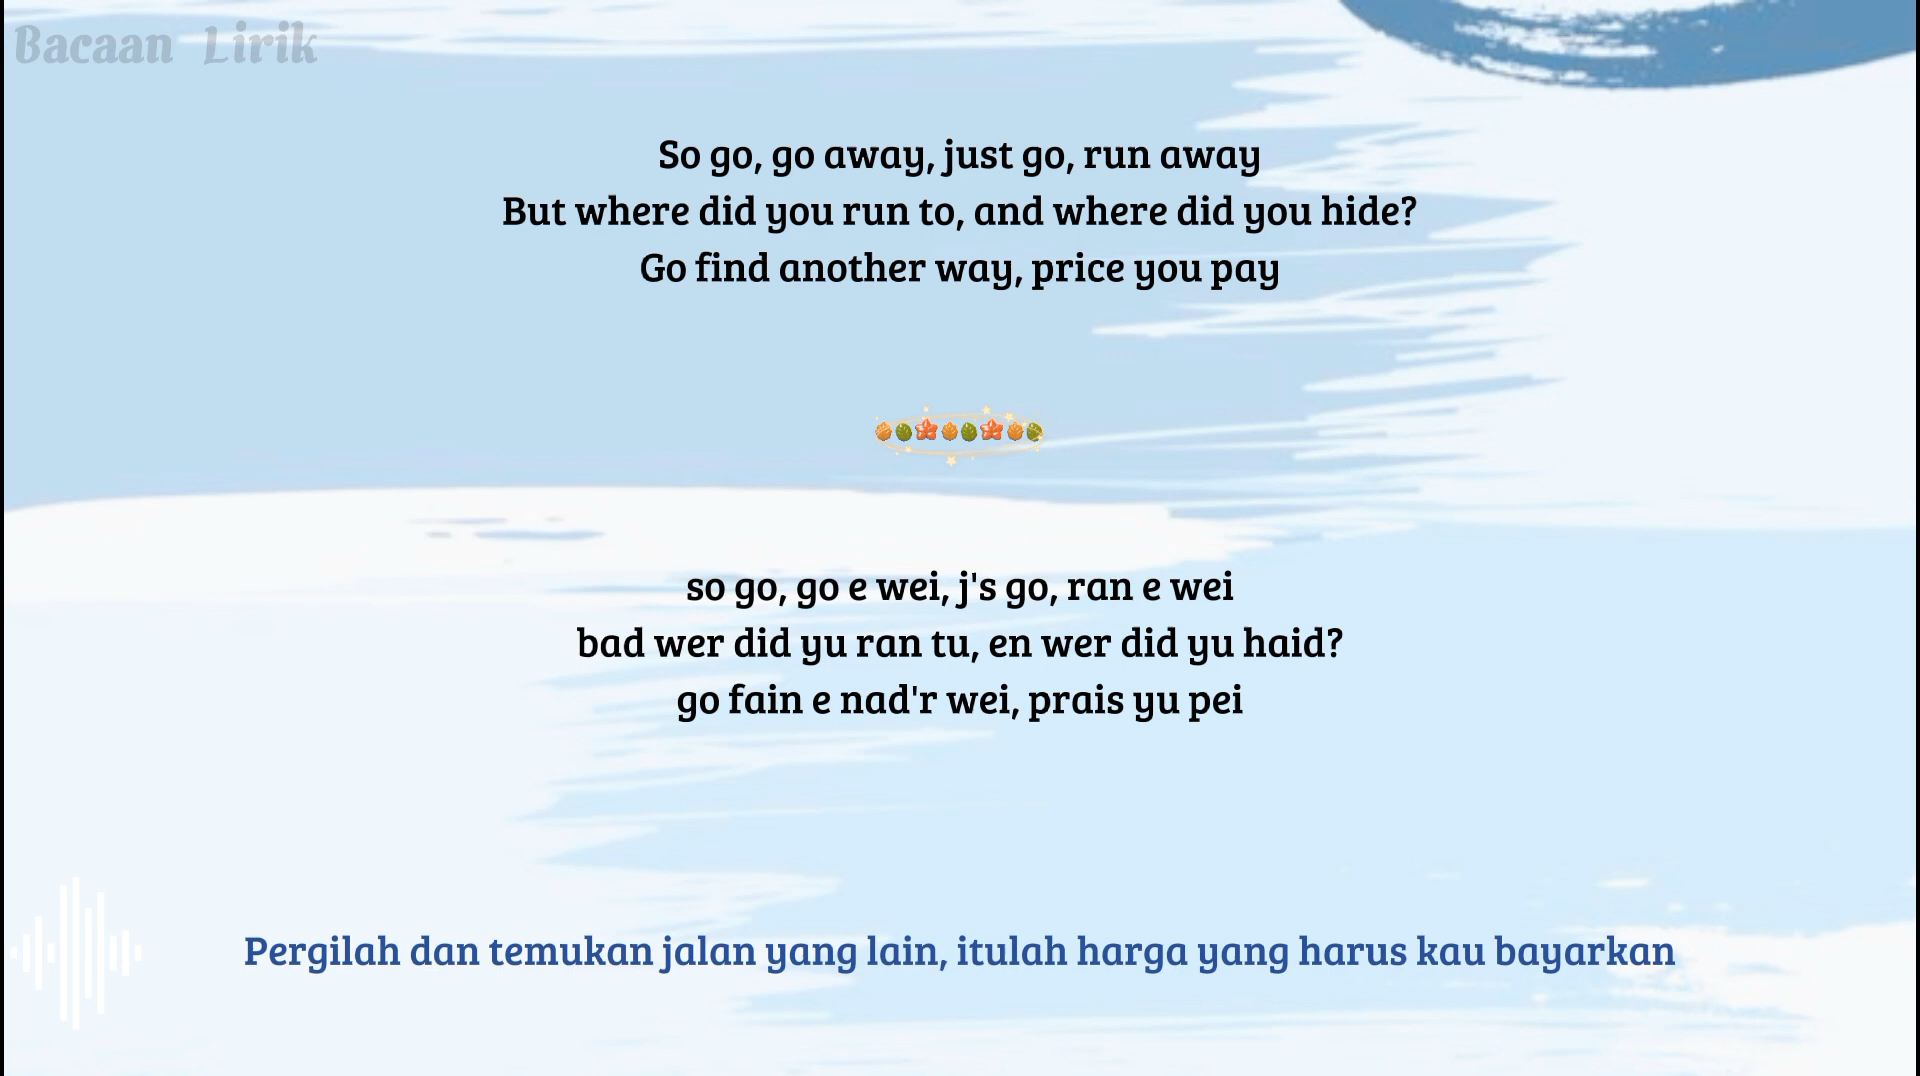 Bacaan Lirik
So go, go away, just go, run away
But where did you run to, and where did you hide?
Go find another way, price you pay
so go, go e wei, j's go, ran e wei
bad wer did yu ran tu, en wer did yu haid?
go fain e nad'r wei, prais yu pei
Pergilah dan temukan jalan yang lain, itulah harga yang harus kau bayarkan